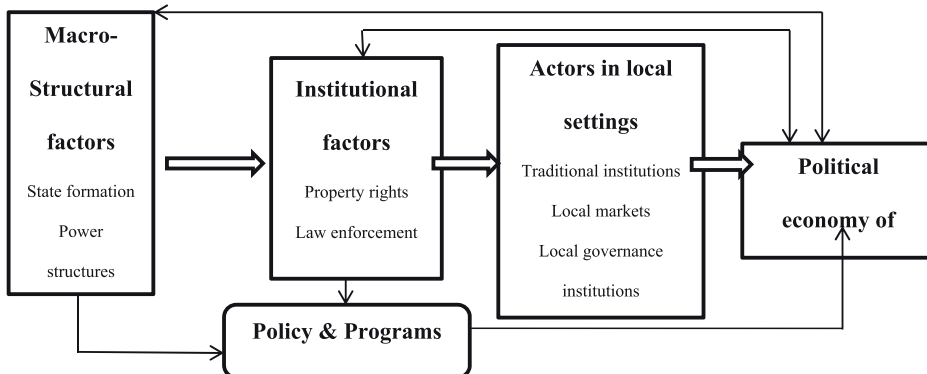 Macro-
Structural
factors
State formation
Power
structures
Institutional
factors
Property rights
Law enforcement
Actors in local
settings
Traditional institutions
Local markets
Local governance
institutions
Political
economy of
Policy & Programs